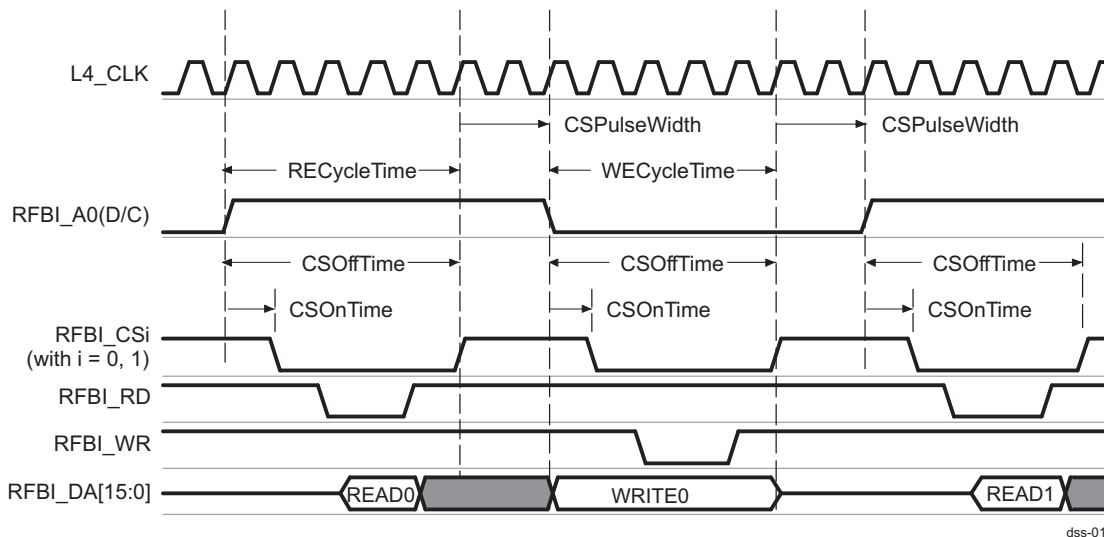 L4_CLK
CSPulseWidth CSPulseWidth
RECycleTime WECycleTime
RFBI_A0(D/C)
CSOffTime CSOffTime CSOffTime
CSOnTime CSOnTime CSOnTime
RFBI_CSi
(with i = 0, 1)
RFBI_RD
RFBI_WR
RFBI_DA[15:0] READ0 WRITE0 READ1
dss-01